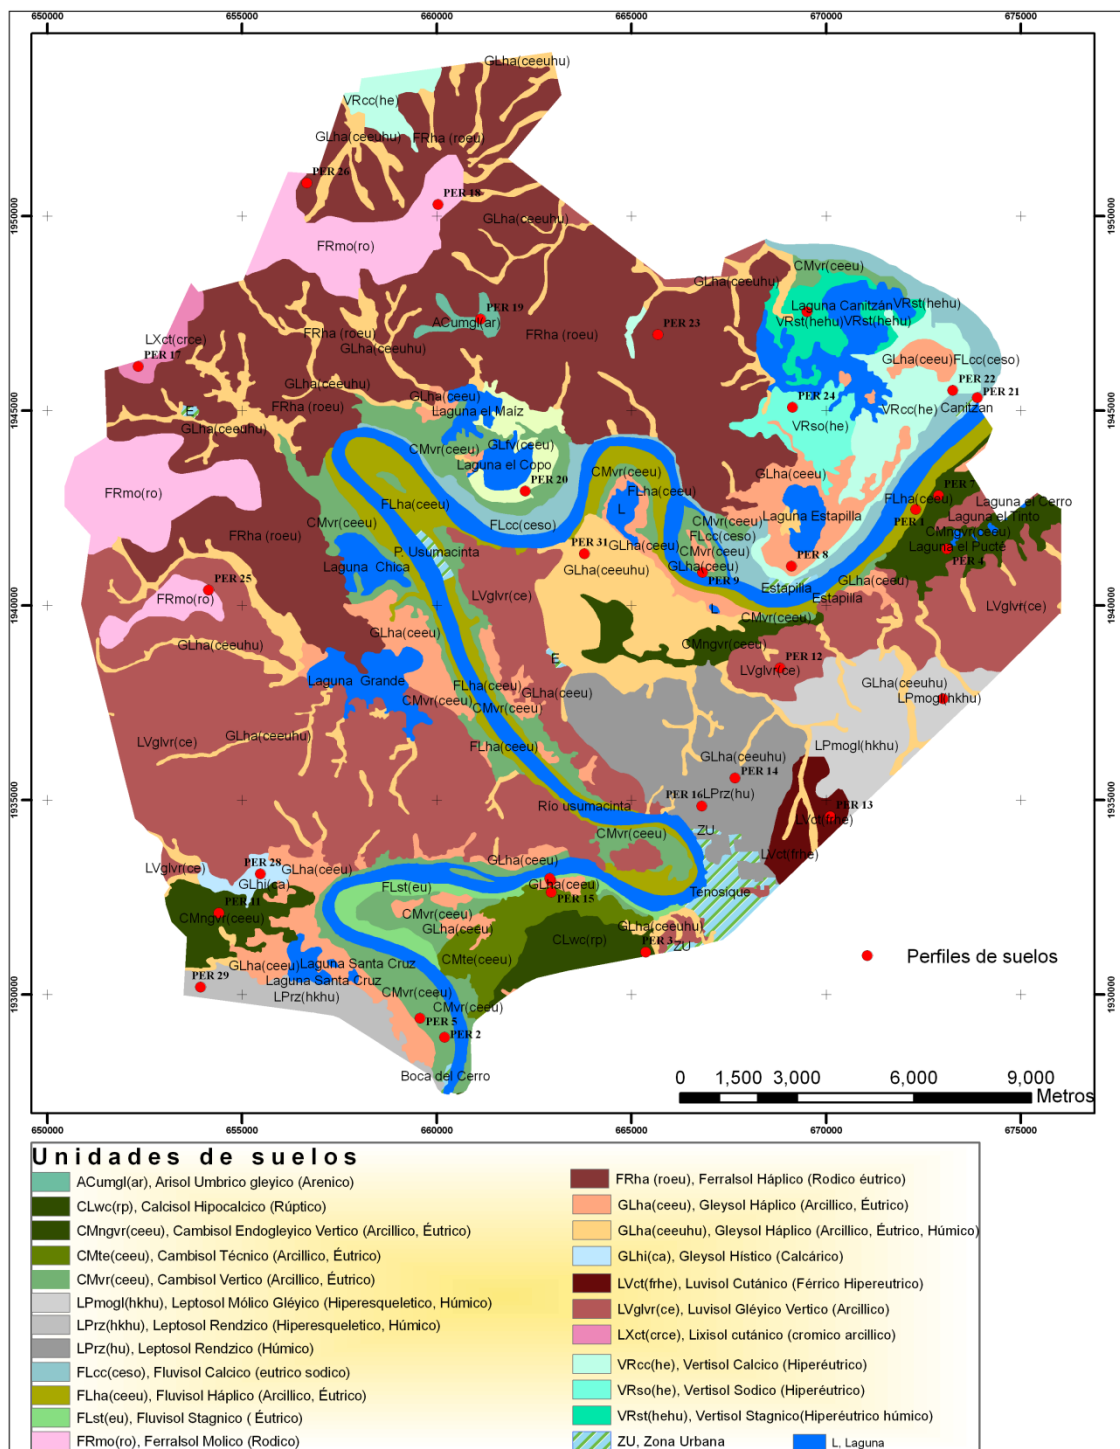 650000 655000 660000 665000 670000 675000
GLha(ceeuhu)
VRcc(he)
GLha(ceeuhu) FRha (roeu)
PER 26
PER 18
1950000 1950000
GLha(ceeuhu)
FRmo(ro)
CMvr(ceeu)
GLha(ceeuhu)
PER 19 Laguna Canitzán VRst(hehu)
ACumgl(ar) VRst(hehu) VRst(hehu)
FRha (roeu) FRha (roeu) PER 23
LXct(crce) GLha(ceeuhu)
PER 17 GLha(ceeu) FLcc(ceso)
GLha(ceeuhu) PER 22
GLha(ceeu) PER 24 PER 21
FRha (roeu) Laguna el Maíz VRcc(he) Canitzan
1945000 E 1945000
GLha(ceeuhu) VRso(he)
CMvr(ceeu) GLfv(ceeu)
Laguna el Copo CMvr(ceeu) GLha(ceeu)
FRmo(ro) PER 20 FLha(ceeu) PER 7
FLha(ceeu) FLha(ceeu) Laguna el Cerro
L Laguna Estapilla PER 1 Laguna el Tinto
CMvr(ceeu) FLcc(ceso) CMvr(ceeu) CMngvr(ceeu)
FRha (roeu) FLcc(ceso) Laguna el Pucté
P. Usumacinta PER 31 GLha(ceeu) CMvr(ceeu) PER 4
Laguna Chica GLha(ceeuhu) GLha(ceeu) PER 8
PER 25 PER 9 Estapilla GLha(ceeu)
FRmo(ro) LVglvr(ce) Estapilla
1940000 L LVglvr(ce) 1940000
CMvr(ceeu)
GLha(ceeu) CMngvr(ceeu)
GLha(ceeuhu) E PER 12
LVglvr(ce)
Laguna Grande FLha(ceeu) GLha(ceeuhu)
GLha(ceeu)
CMvr(ceeu) CMvr(ceeu) LPmogl(hkhu)
GLha(ceeuhu)
LVglvr(ce) FLha(ceeu) LPmogl(hkhu)
GLha(ceeuhu)
PER 14
1935000 Río usumacinta PER 16 LPrz(hu) PER 13 1935000
LVct(frhe)
ZU
CMvr(ceeu)
LVglvr(ce) PER 28 GLha(ceeu) GLha(ceeu) LVct(frhe)
GLhi(ca) FLst(eu) GLha(ceeu) Tenosique
PER 11 PER 15
CMvr(ceeu)
CMngvr(ceeu) GLha(ceeu) GLha(ceeuhu)
CLwc(rp) PER 3 ZU
Laguna Santa Cruz CMte(ceeu)
GLha(ceeu)
PER 29 Laguna Santa Cruz
LPrz(hkhu) CMvr(ceeu)
1930000 CMvr(ceeu) 1930000
PER 5
PER 2
Boca del Cerro
Perfiles de suelos
0 1,500 3,000 6,000 9,000
Metros
650000 655000 660000 665000 670000 675000
Unidades de suelos
ACumgl(ar), Arisol Umbrico gleyico (Arenico)
CLwc(rp), Calcisol Hipocalcico (Rúptico)
CMngvr(ceeu), Cambisol Endogleyico Vertico (Arcillico, Éutrico)
CMte(ceeu), Cambisol Técnico (Arcillico, Éutrico)
CMvr(ceeu), Cambisol Vertico (Arcillico, Éutrico)
LPmogl(hkhu), Leptosol Mólico Gléyico (Hiperesqueletico, Húmico)
LPrz(hkhu), Leptosol Rendzico (Hiperesqueletico, Húmico)
LPrz(hu), Leptosol Rendzico (Húmico)
FLcc(ceso), Fluvisol Calcico (eutrico sodico)
FLha(ceeu), Fluvisol Háplico (Arcillico, Éutrico)
FLst(eu), Fluvisol Stagnico ( Éutrico)
FRmo(ro), Ferralsol Molico (Rodico)
FRha (roeu), Ferralsol Háplico (Rodico éutrico)
GLha(ceeu), Gleysol Háplico (Arcillico, Éutrico)
GLha(ceeuhu), Gleysol Háplico (Arcillico, Éutrico, Húmico)
GLhi(ca), Gleysol Hístico (Calcárico)
LVct(frhe), Luvisol Cutánico (Férrico Hipereutrico)
LVglvr(ce), Luvisol Gléyico Vertico (Arcillico)
LXct(crce), Lixisol cutánico (cromico arcillico)
VRcc(he), Vertisol Calcico (Hiperéutrico)
VRso(he), Vertisol Sodico (Hiperéutrico)
VRst(hehu), Vertisol Stagnico(Hiperéutrico húmico)
ZU, Zona Urbana
L, Laguna